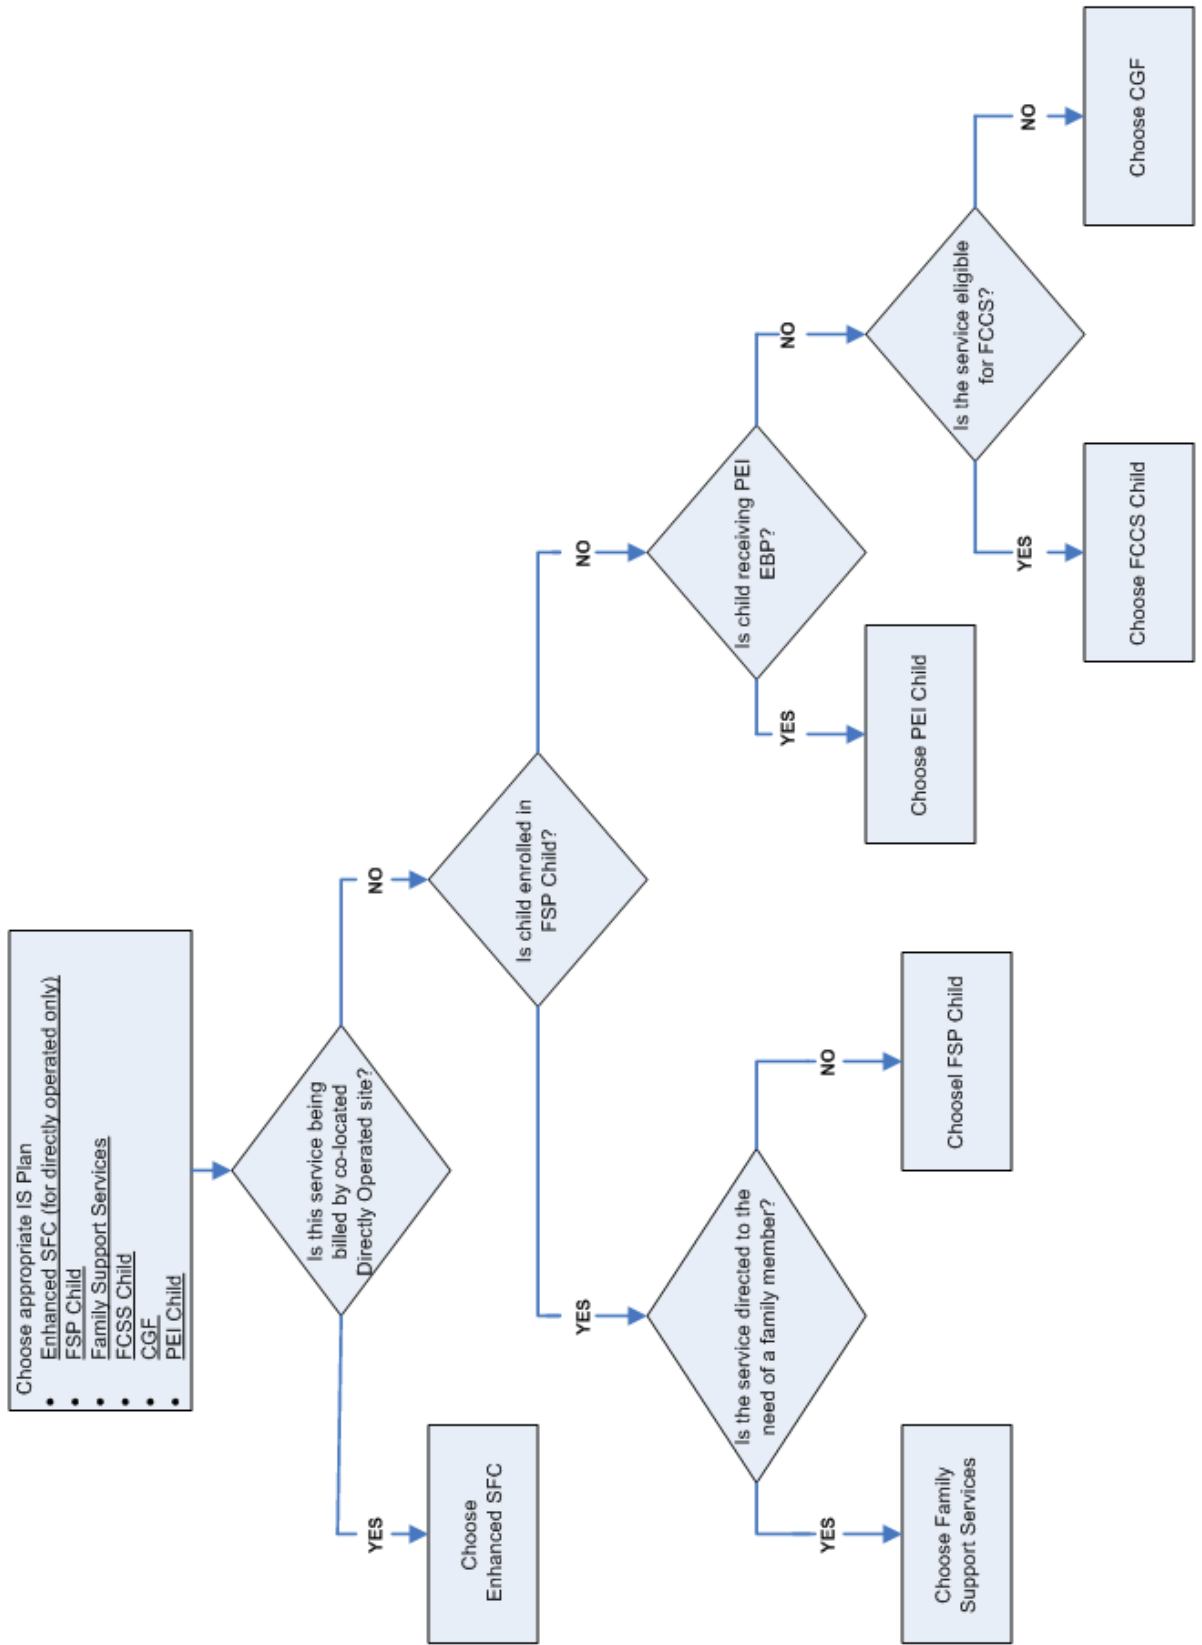 Choose appropriate IS Plan
• Enhanced SFC (for directly operated only)
• FSP Child
• Family Support Services
• FCSS Child
• CGF
• PEI Child
Is this service being
billed by co-located
Directly Operated site?
YES
NO
Choose
Enhanced SFC
Is child enrolled in
FSP Child?
YES
NO
Is the service directed to the
need of a family member?
Is child receiving PEI
EBP?
YES
NO
YES
NO
Choose Family
Support Services
Choosel FSP Child
Choose PEI Child
Is the service eligible
for FCCS?
YES
NO
Choose FCCS Child
Choose CGF